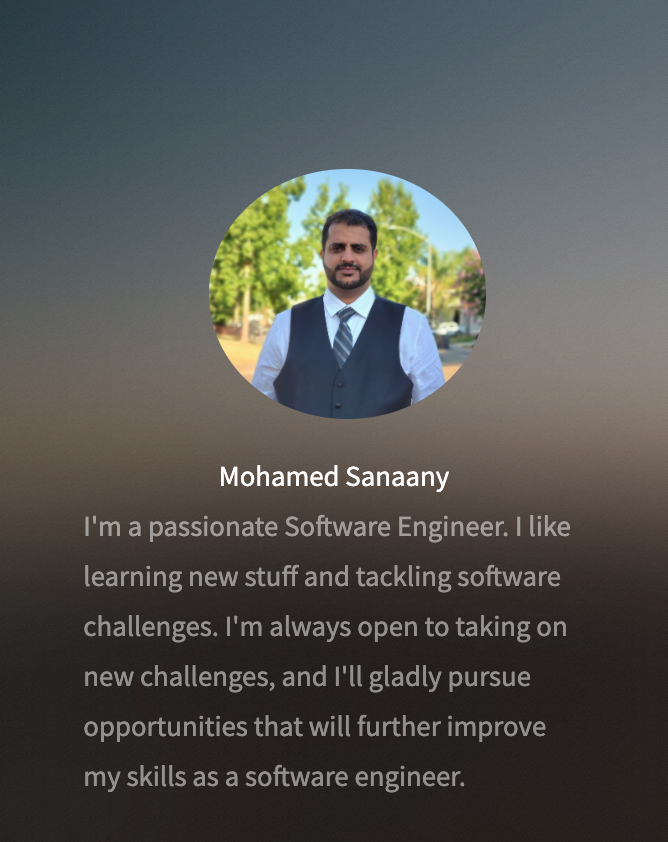 Mohamed Sanaany
I'm a passionate Software Engineer. I like
learning new stuff and tackling software
challenges. I'm always open to taking on
new challenges, and I'll gladly pursue
opportunities that will further improve
my skills as a software engineer.